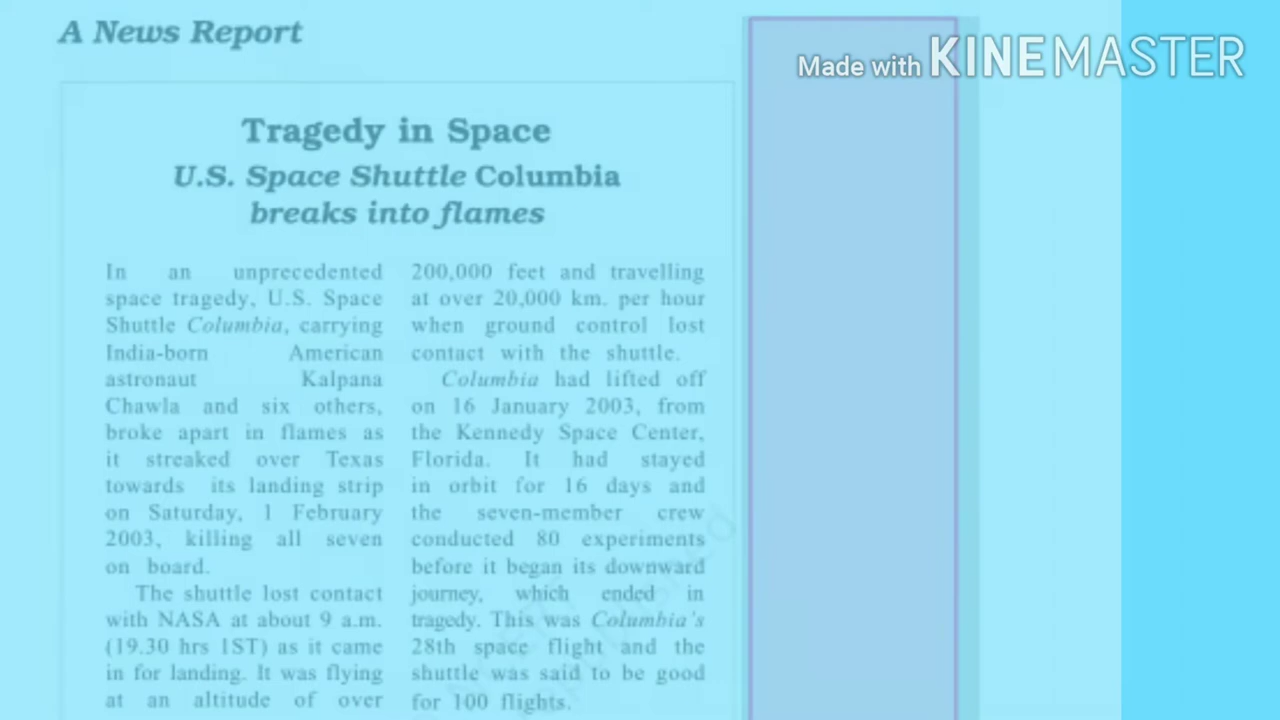 A News Report
Made with KINEMASTER
Tragedy in Space
U.S. Space Shuttle Columbia
breaks into flames
In an unprecedented
space tragedy, U.S. Space
Shuttle Columbia, carrying
India-born American
astronaut Kalpana
Chawla and six others,
broke apart in flames as
it streaked over Texas
towards its landing strip
on Saturday, 1 February
2003, killing all seven
on board.
The shuttle lost contact
with NASA at about 9 a.m.
(19.30 hrs IST) as it came
in for landing. It was flying
at an altitude of over
200,000 feet and travelling
at over 20,000 km. per hour
when ground control lost
contact with the shuttle.
Columbia had lifted off
on 16 January 2003, from
the Kennedy Space Center,
Florida. It had stayed
in orbit for 16 days and
the seven-member crew
conducted 80 experiments
before it began its downward
journey, which ended in
tragedy. This was Columbia's
28th space flight and the
shuttle was said to be good
for 100 flights.